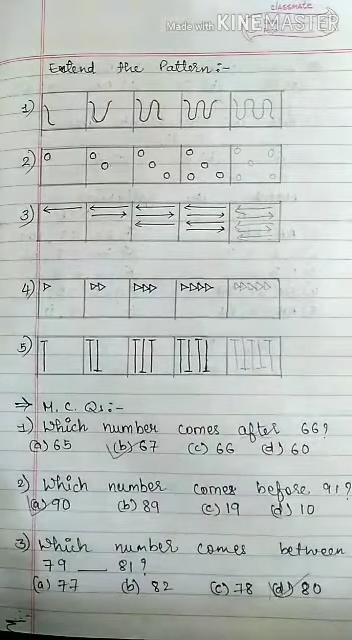 classmate
Made with KINEMASTER
Extend the Pattern:-
1)
2)
3)
4)
5)
⇒ M.C.Qs:-
1) Which number comes after 66?
(a) 65 (b) 67 (c) 66 (d) 60
2) Which number comes before 91?
(a) 90 (b) 89 (c) 19 (d) 10
3) Which number comes between
79 ___ 81?
(a) 77 (b) 82 (c) 78 (d) 80